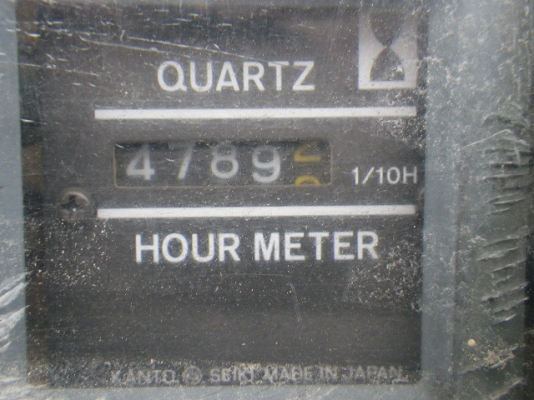 QUARTZ
4789
1/10H
HOUR METER
KANTO SEIKI MADE IN JAPAN